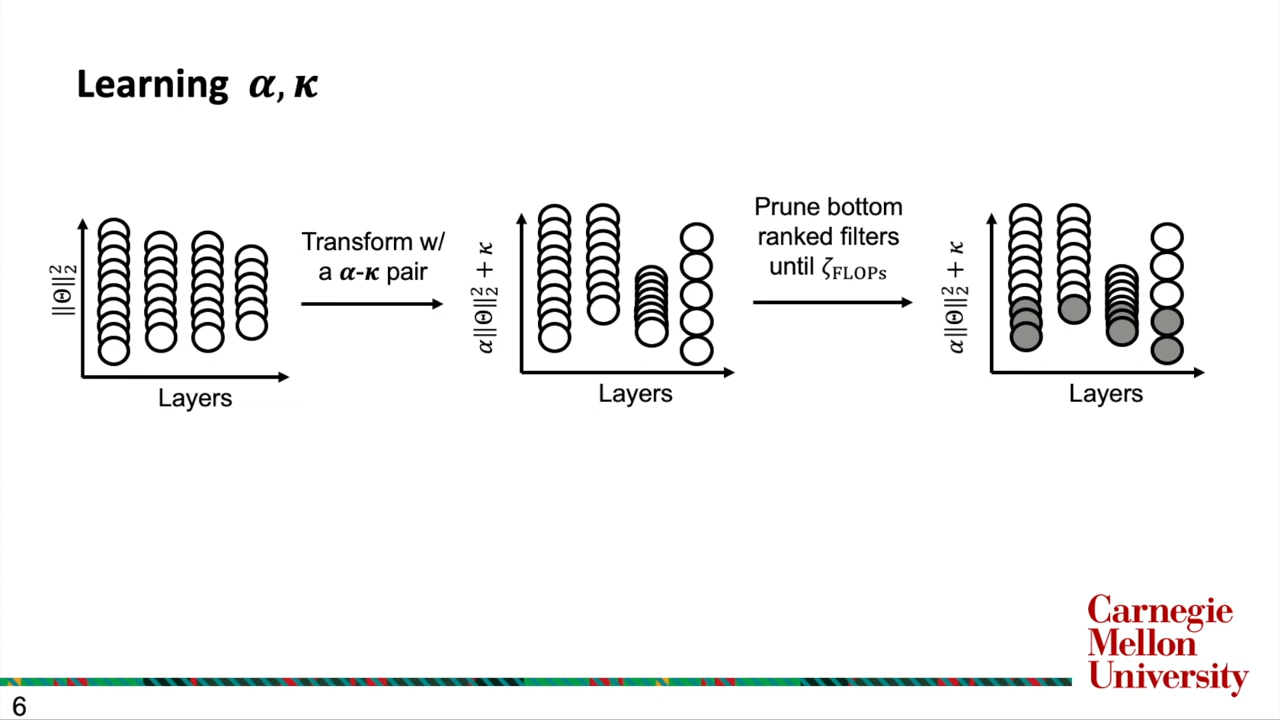 Learning α, κ
‖Θ‖₂²
Layers
Transform w/
a α-κ pair
α‖Θ‖₂² + κ
Layers
Prune bottom
ranked filters
until ζ_FLOPs
α‖Θ‖₂² + κ
Layers
Carnegie
Mellon
University
6